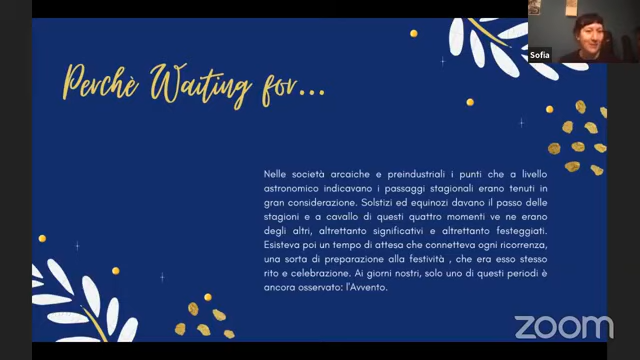 Sofia
Perchè Waiting for...
Nelle società arcaiche e preindustriali i punti che a livello
astronomico indicavano i passaggi stagionali erano tenuti in
gran considerazione. Solstizi ed equinozi davano il passo delle
stagioni e a cavallo di questi quattro momenti ve ne erano
degli altri, altrettanto significativi e altrettanto festeggiati.
Esisteva poi un tempo di attesa che connetteva ogni ricorrenza,
una sorta di preparazione alla festività , che era esso stesso
rito e celebrazione. Ai giorni nostri, solo uno di questi periodi è
ancora osservato: l'Avvento.
zoom